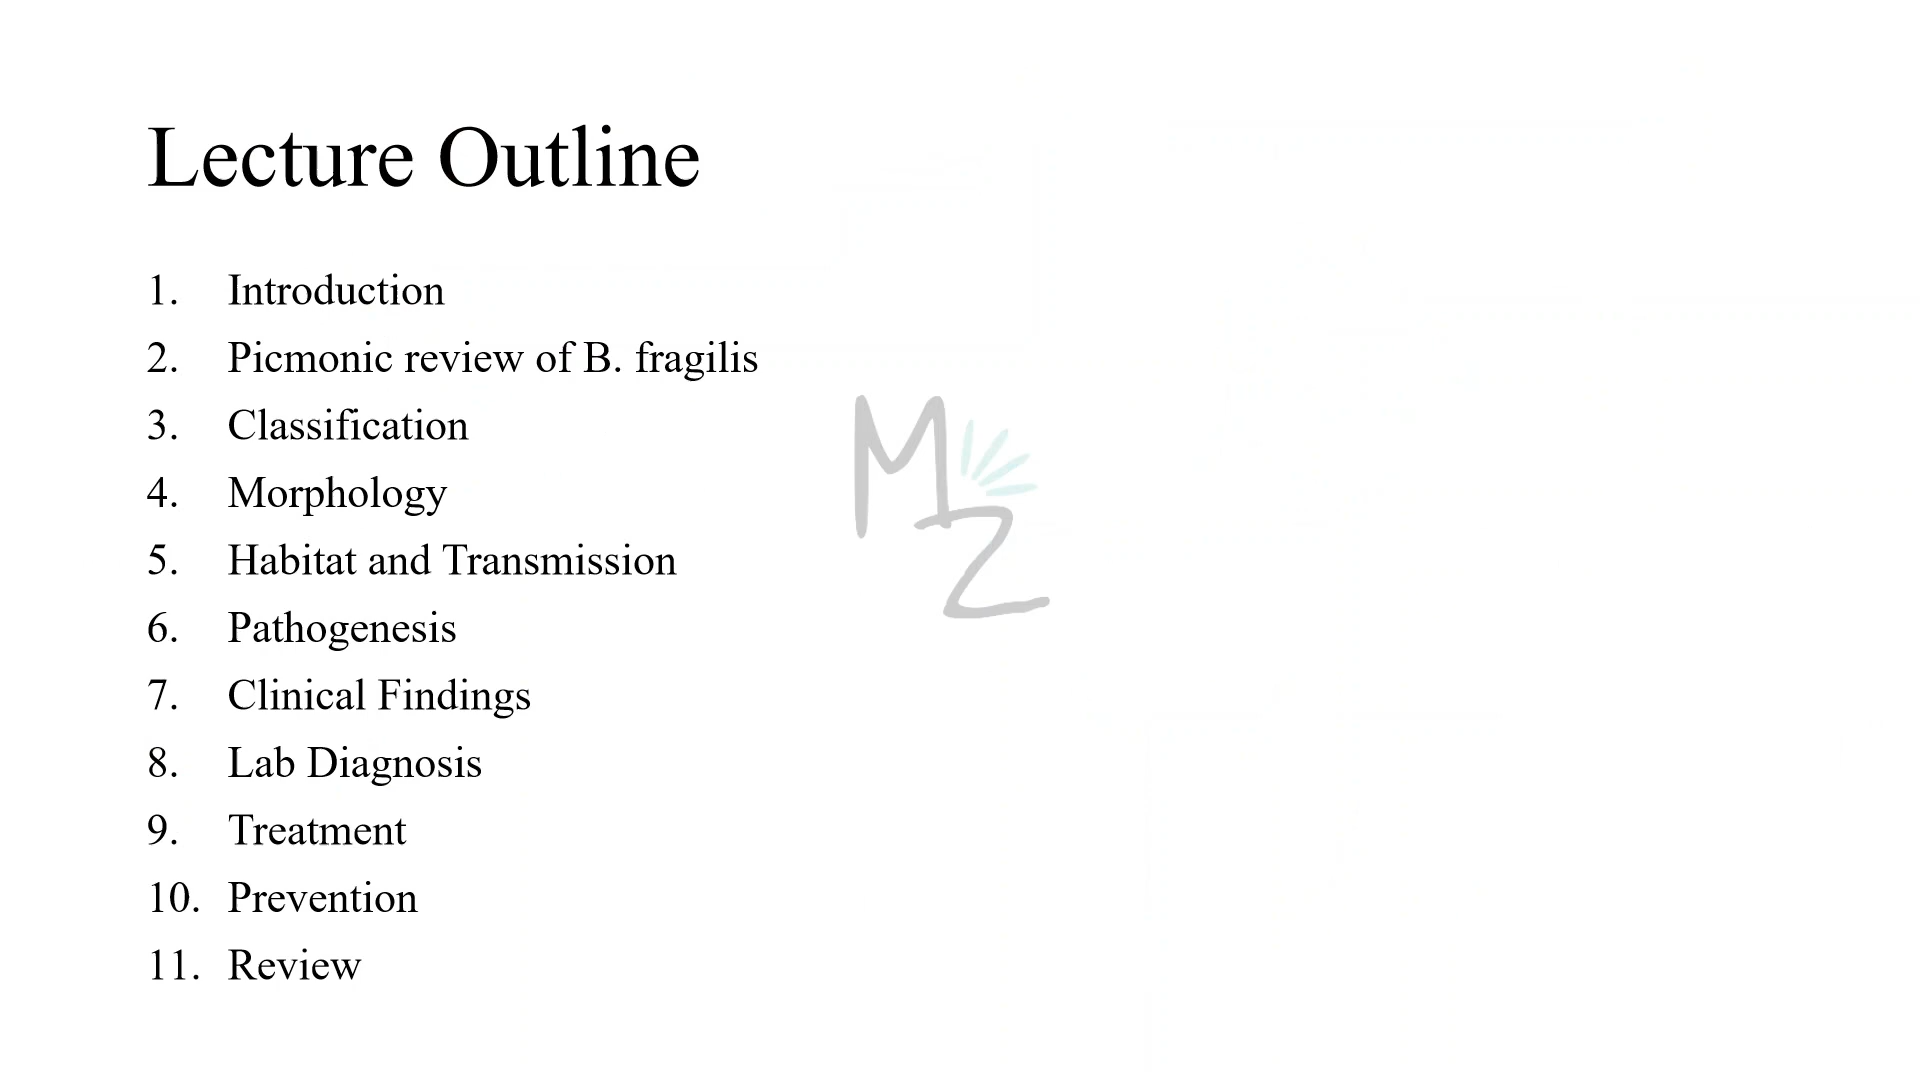 Lecture Outline
1. Introduction
2. Picmonic review of B. fragilis
3. Classification
4. Morphology
5. Habitat and Transmission
6. Pathogenesis
7. Clinical Findings
8. Lab Diagnosis
9. Treatment
10. Prevention
11. Review
MZ